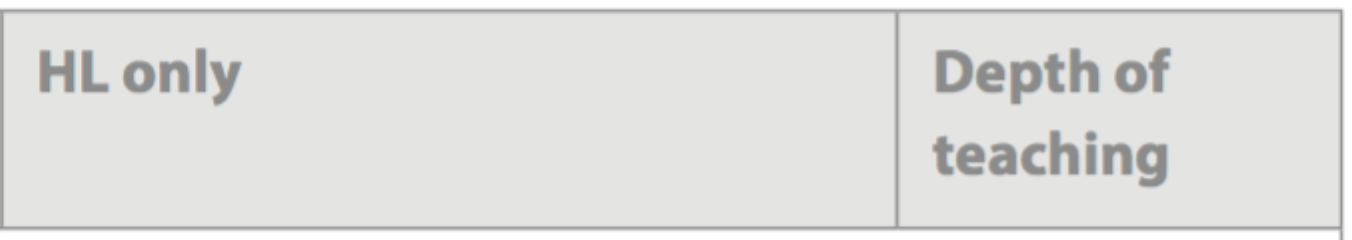 HL only
Depth of
teaching